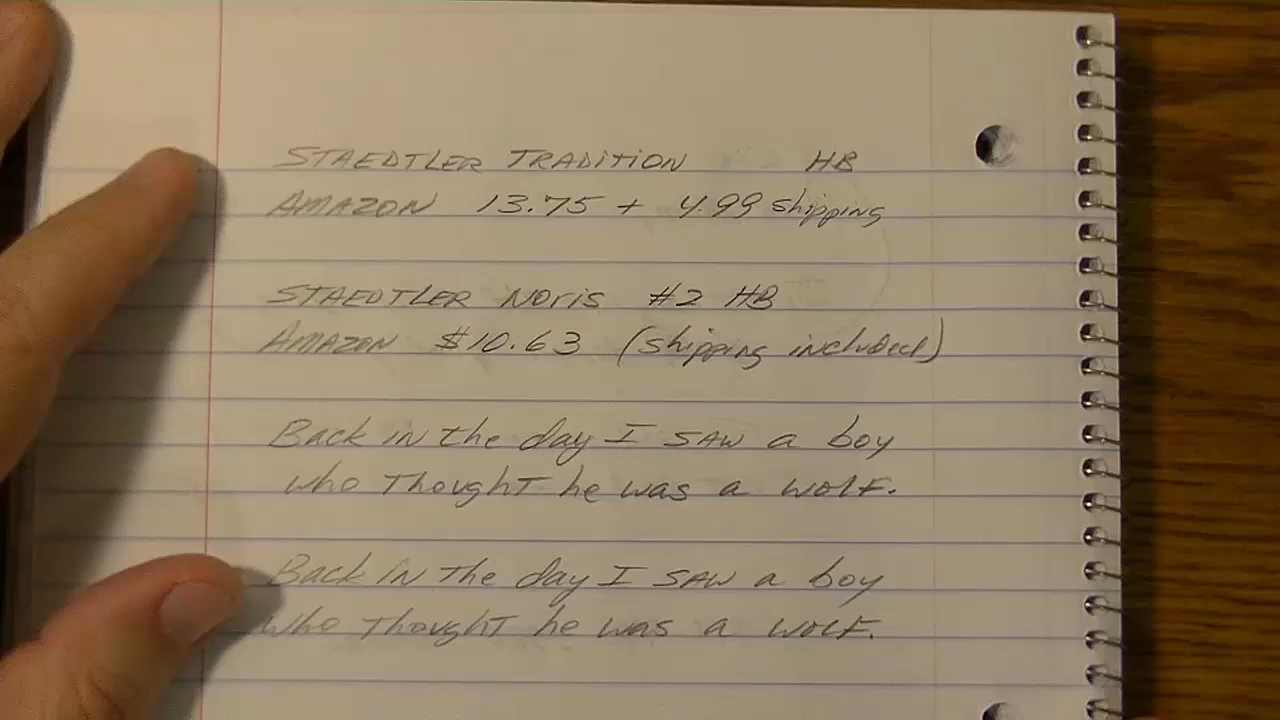 STAEDTLER TRADITION HB
AMAZON 13.75 + 4.99 shipping
STAEDTLER NORIS #2 HB
AMAZON $10.63 (shipping included)
Back in the day I SAW a boy
who ThoughT he was a wolf.
Back in The day I SAW a boy
who ThoughT he was a wolf.